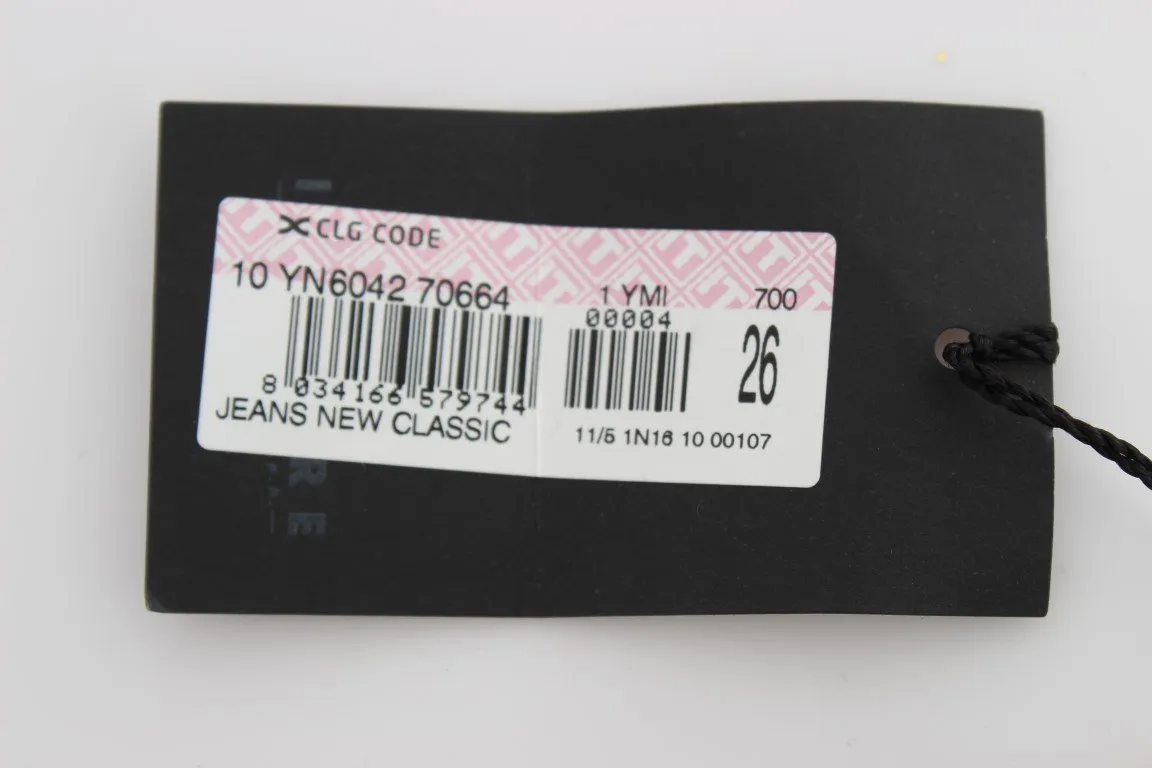 CLG CODE
10 YN6042 70664
1 YMI
700
00004
26
8 034166 579744
JEANS NEW CLASSIC
11/5 1N16 10 00107